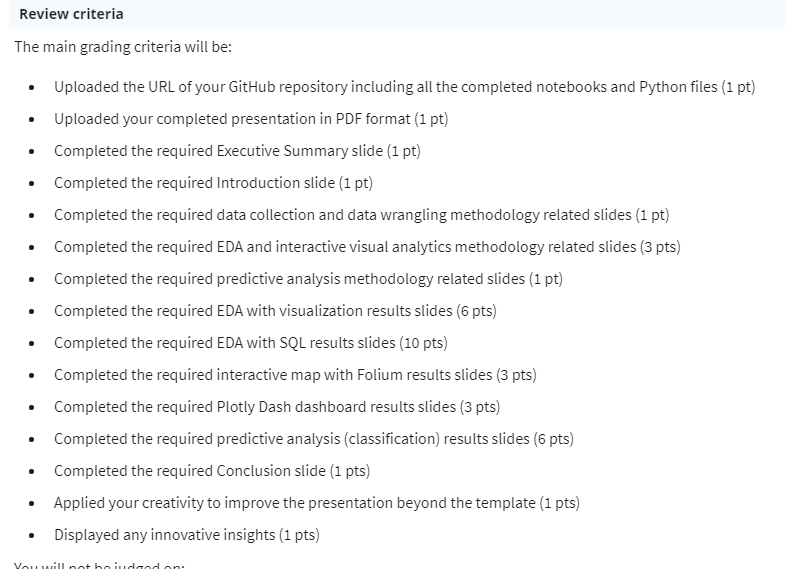 Review criteria
The main grading criteria will be:
• Uploaded the URL of your GitHub repository including all the completed notebooks and Python files (1 pt)
• Uploaded your completed presentation in PDF format (1 pt)
• Completed the required Executive Summary slide (1 pt)
• Completed the required Introduction slide (1 pt)
• Completed the required data collection and data wrangling methodology related slides (1 pt)
• Completed the required EDA and interactive visual analytics methodology related slides (3 pts)
• Completed the required predictive analysis methodology related slides (1 pt)
• Completed the required EDA with visualization results slides (6 pts)
• Completed the required EDA with SQL results slides (10 pts)
• Completed the required interactive map with Folium results slides (3 pts)
• Completed the required Plotly Dash dashboard results slides (3 pts)
• Completed the required predictive analysis (classification) results slides (6 pts)
• Completed the required Conclusion slide (1 pts)
• Applied your creativity to improve the presentation beyond the template (1 pts)
• Displayed any innovative insights (1 pts)
You will not be judged on: